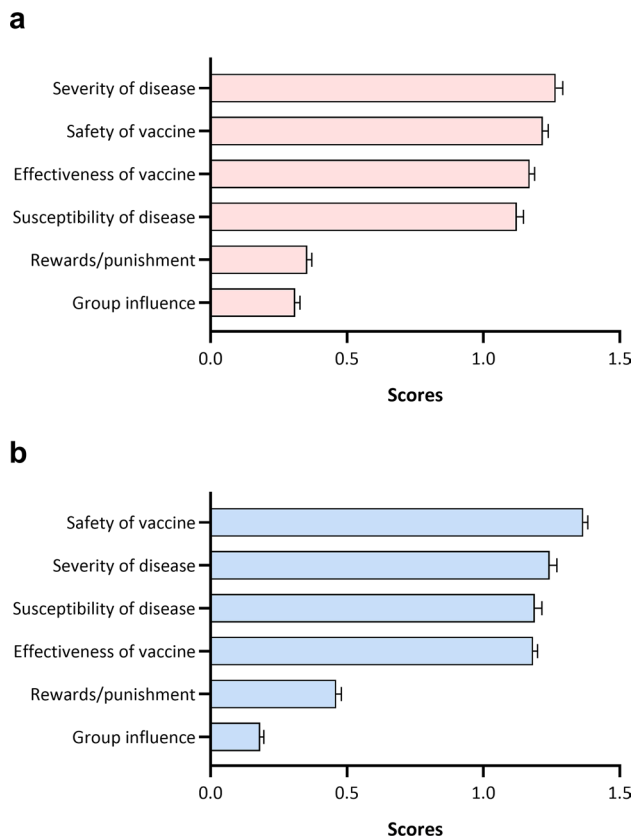 a
Severity of disease
Safety of vaccine
Effectiveness of vaccine
Susceptibility of disease
Rewards/punishment
Group influence
0.0 0.5 1.0 1.5
Scores
b
Safety of vaccine
Severity of disease
Susceptibility of disease
Effectiveness of vaccine
Rewards/punishment
Group influence
0.0 0.5 1.0 1.5
Scores